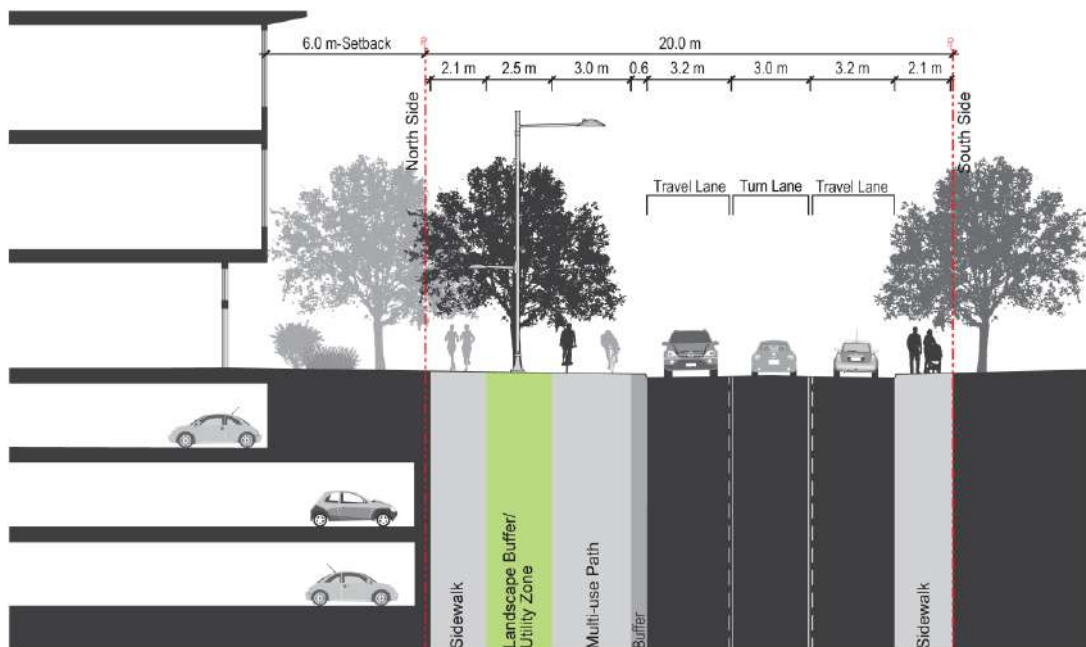 6.0 m-Setback
20.0 m
2.1 m
2.5 m
3.0 m
0.6
3.2 m
3.0 m
3.2 m
2.1 m
North Side
South Side
Travel Lane
Turn Lane
Travel Lane
Sidewalk
Landscape Buffer/
Utility Zone
Multi-use Path
Buffer
Sidewalk